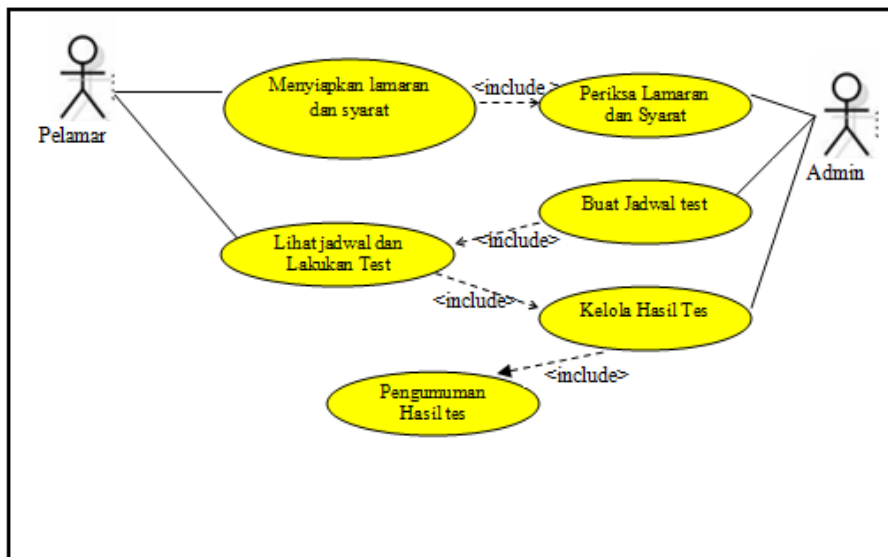 Menyiapkan lamaran
dan syarat
<include>
Periksa Lamaran
dan Syarat
Pelamar
Admin
Buat Jadwal test
<include>
Lihat jadwal dan
Lakukan Test
<include>
Kelola Hasil Tes
<include>
Pengumuman
Hasil tes